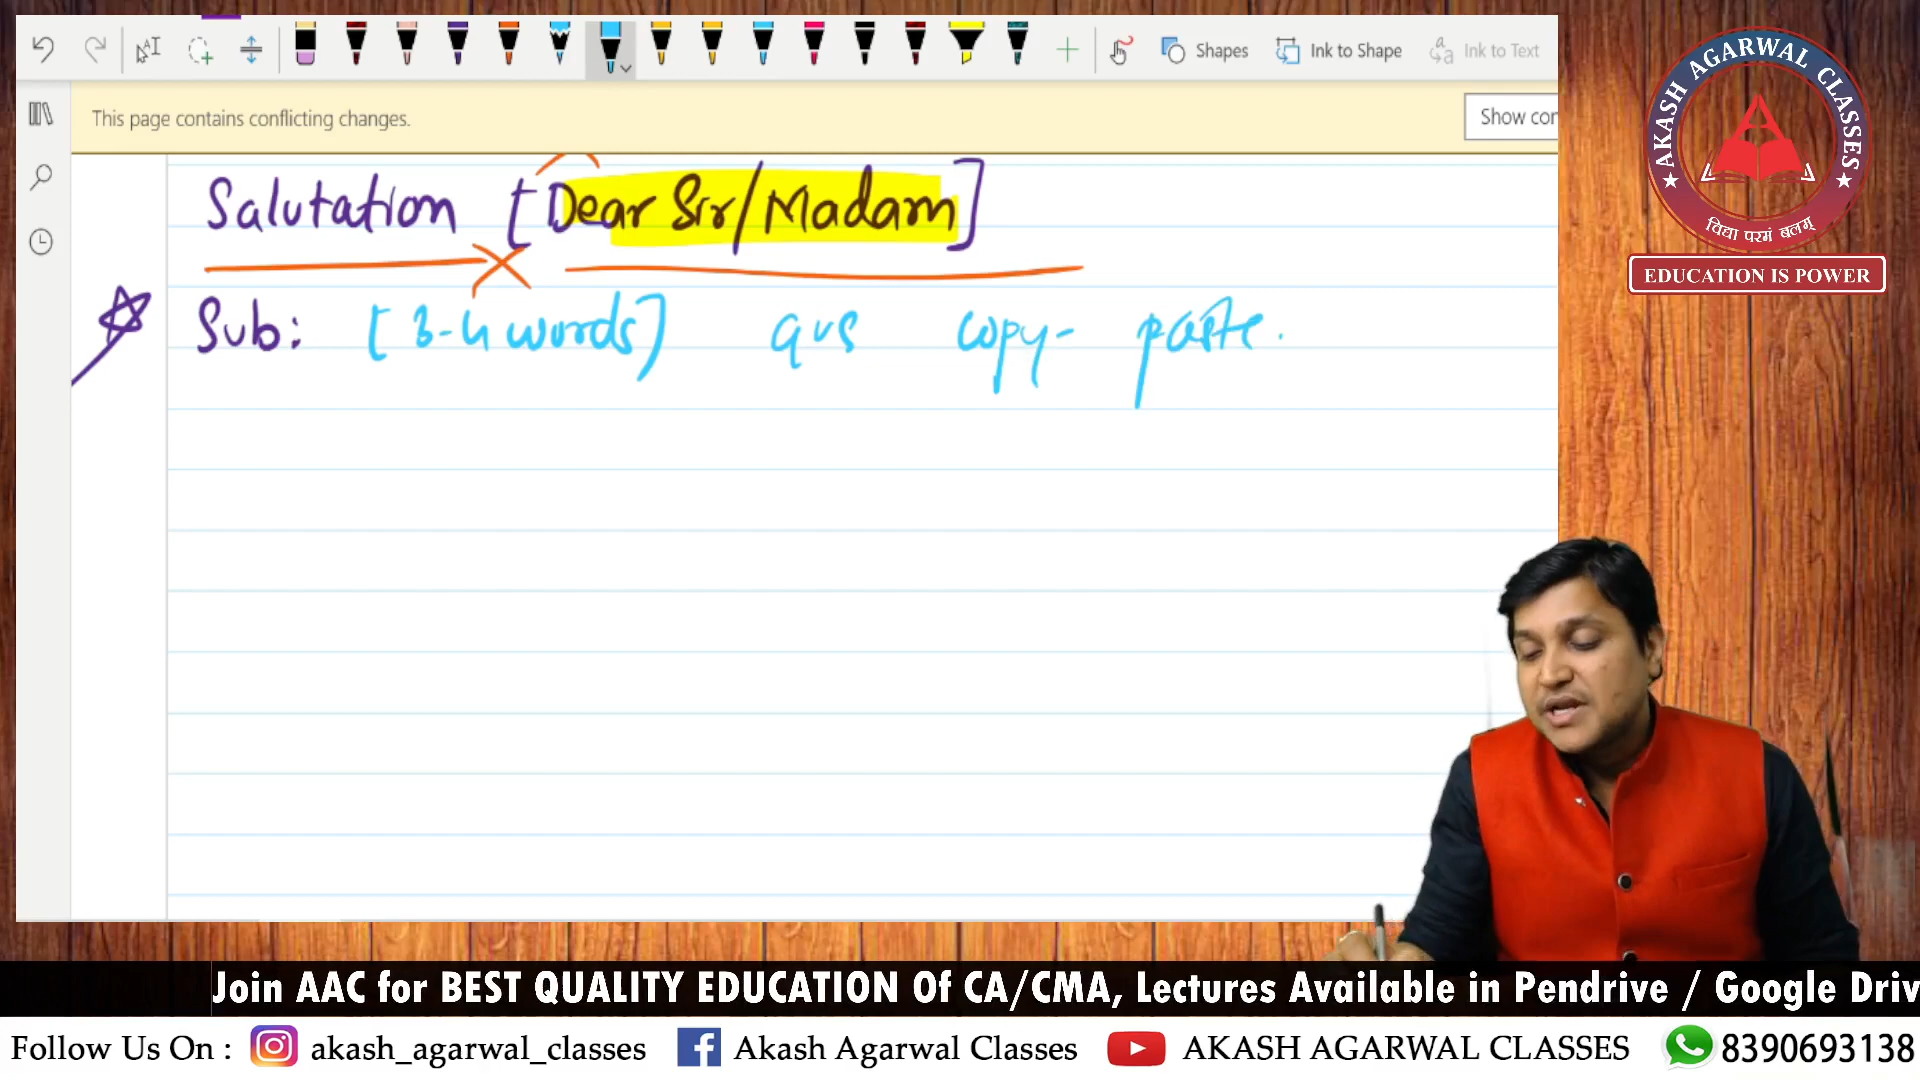 Shapes Ink to Shape Ink to Text
This page contains conflicting changes. Show con
Salutation [Dear Sir/Madam]
Sub: [3-4 words] qus copy- paste.
AKASH AGARWAL CLASSES
विद्या परमं बलम्
EDUCATION IS POWER
Join AAC for BEST QUALITY EDUCATION Of CA/CMA, Lectures Available in Pendrive / Google Driv
Follow Us On : akash_agarwal_classes Akash Agarwal Classes AKASH AGARWAL CLASSES 8390693138